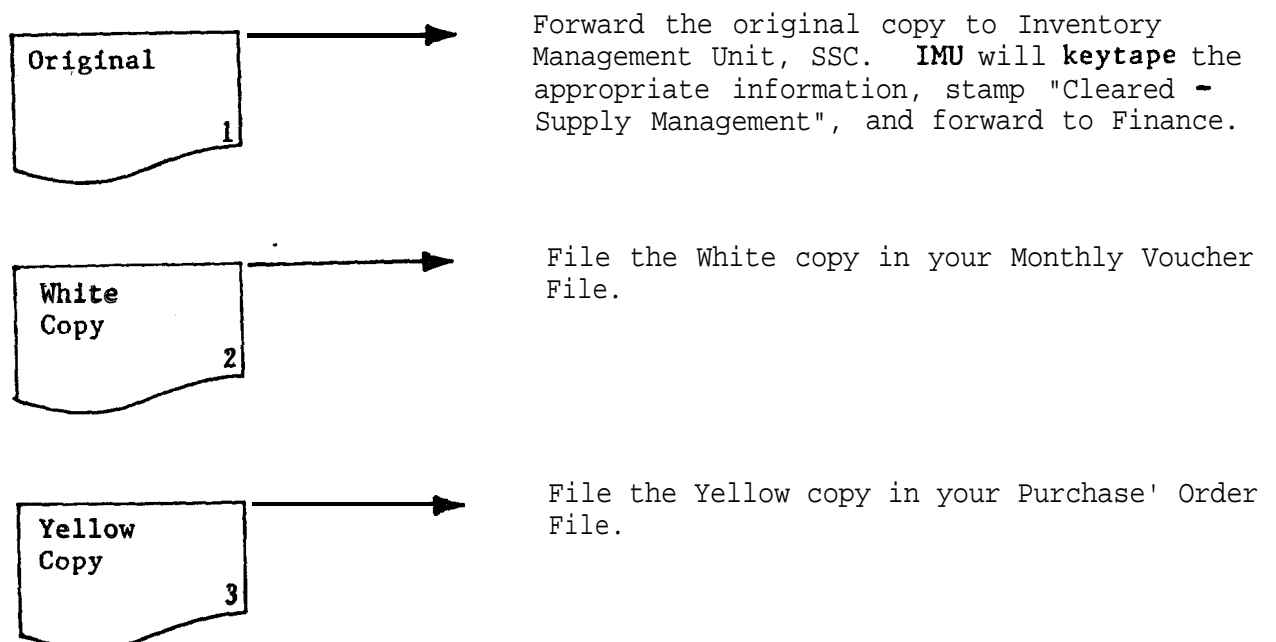 Original
1
Forward the original copy to Inventory
Management Unit, SSC. IMU will keytape the
appropriate information, stamp "Cleared -
Supply Management", and forward to Finance.
White
Copy
2
File the White copy in your Monthly Voucher
File.
Yellow
Copy
3
File the Yellow copy in your Purchase' Order
File.